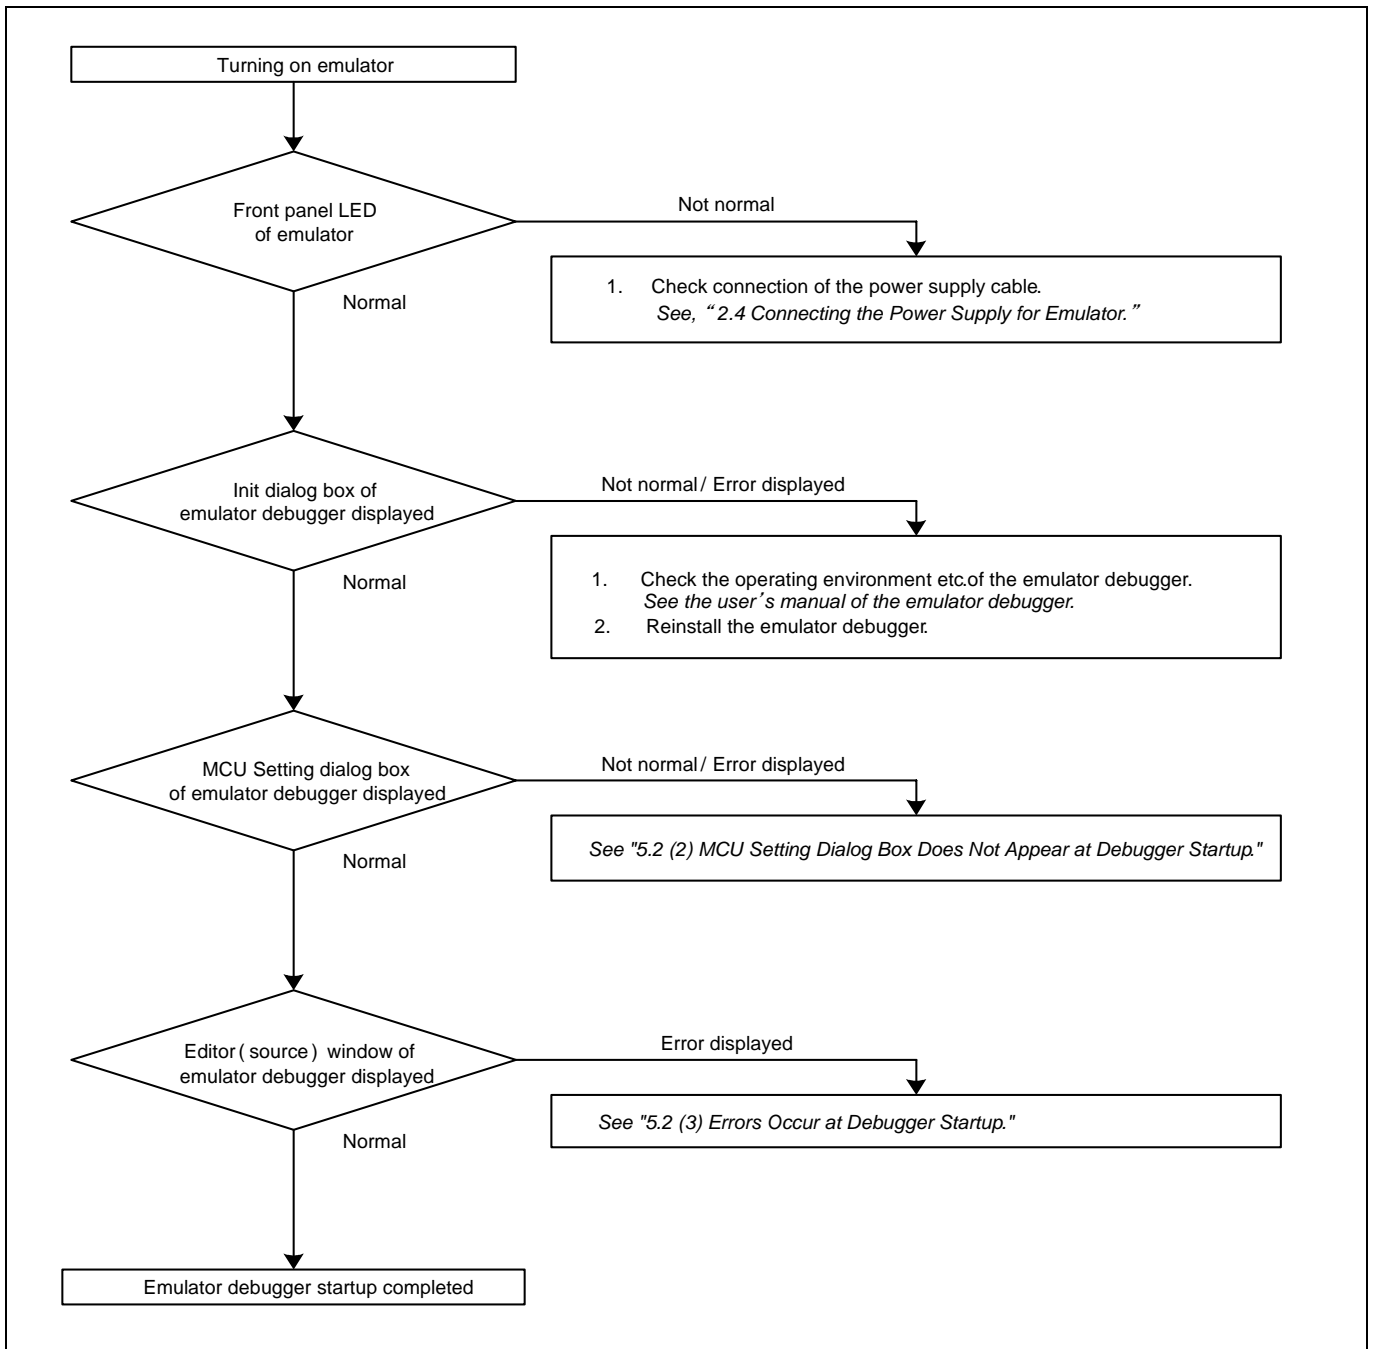 Turning on emulator
Front panel LED
of emulator
Not normal
1. Check connection of the power supply cable.
See, “2.4 Connecting the Power Supply for Emulator.”
Normal
Init dialog box of
emulator debugger displayed
Not normal / Error displayed
1. Check the operating environment etc.of the emulator debugger.
See the user’s manual of the emulator debugger.
2. Reinstall the emulator debugger.
Normal
MCU Setting dialog box
of emulator debugger displayed
Not normal / Error displayed
See "5.2 (2) MCU Setting Dialog Box Does Not Appear at Debugger Startup."
Normal
Editor ( source ) window of
emulator debugger displayed
Error displayed
See "5.2 (3) Errors Occur at Debugger Startup."
Normal
Emulator debugger startup completed